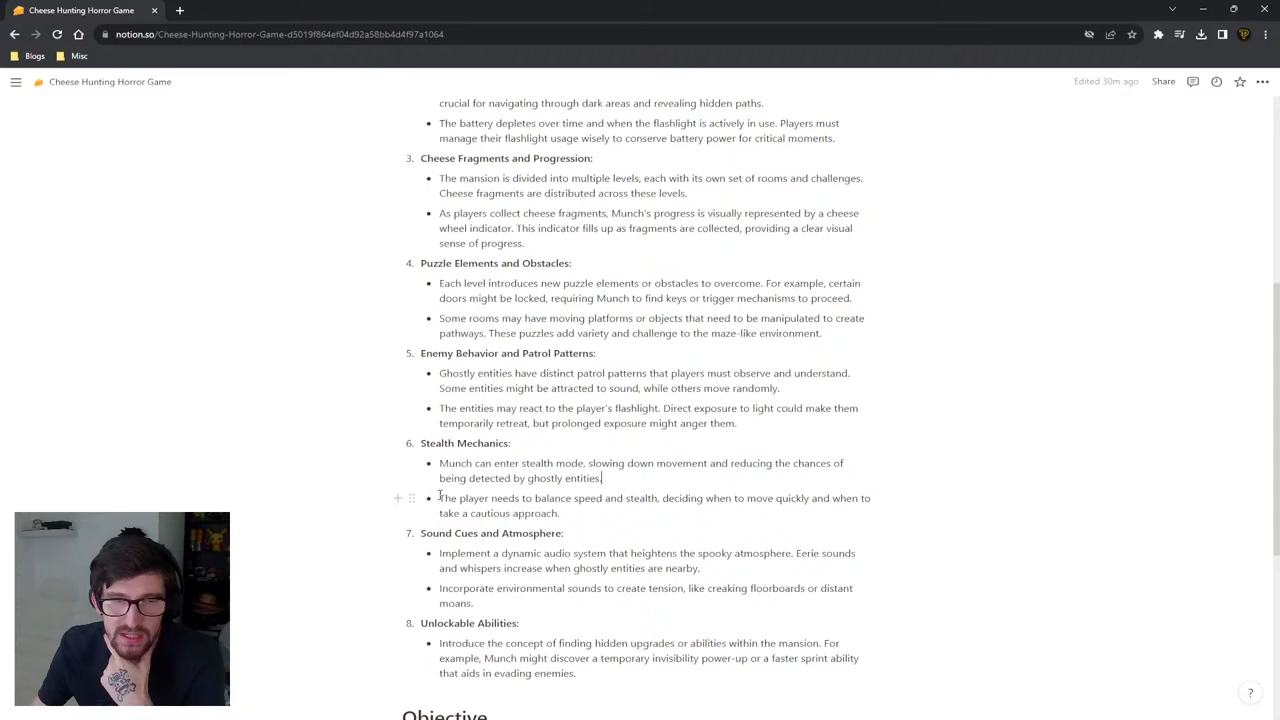 Cheese Hunting Horror Game
notion.so/Cheese-Hunting-Horror-Game-d5019f864ef04d92a58bb4d4f97a1064
Blogs
Misc
Cheese Hunting Horror Game
Edited 30m ago
Share
crucial for navigating through dark areas and revealing hidden paths.
• The battery depletes over time and when the flashlight is actively in use. Players must
manage their flashlight usage wisely to conserve battery power for critical moments.
3. Cheese Fragments and Progression:
• The mansion is divided into multiple levels, each with its own set of rooms and challenges.
Cheese fragments are distributed across these levels.
• As players collect cheese fragments, Munch's progress is visually represented by a cheese
wheel indicator. This indicator fills up as fragments are collected, providing a clear visual
sense of progress.
4. Puzzle Elements and Obstacles:
• Each level introduces new puzzle elements or obstacles to overcome. For example, certain
doors might be locked, requiring Munch to find keys or trigger mechanisms to proceed.
• Some rooms may have moving platforms or objects that need to be manipulated to create
pathways. These puzzles add variety and challenge to the maze-like environment.
5. Enemy Behavior and Patrol Patterns:
• Ghostly entities have distinct patrol patterns that players must observe and understand.
Some entities might be attracted to sound, while others move randomly.
• The entities may react to the player's flashlight. Direct exposure to light could make them
temporarily retreat, but prolonged exposure might anger them.
6. Stealth Mechanics:
• Munch can enter stealth mode, slowing down movement and reducing the chances of
being detected by ghostly entities.
• The player needs to balance speed and stealth, deciding when to move quickly and when to
take a cautious approach.
7. Sound Cues and Atmosphere:
• Implement a dynamic audio system that heightens the spooky atmosphere. Eerie sounds
and whispers increase when ghostly entities are nearby.
• Incorporate environmental sounds to create tension, like creaking floorboards or distant
moans.
8. Unlockable Abilities:
• Introduce the concept of finding hidden upgrades or abilities within the mansion. For
example, Munch might discover a temporary invisibility power-up or a faster sprint ability
that aids in evading enemies.
Objective
?